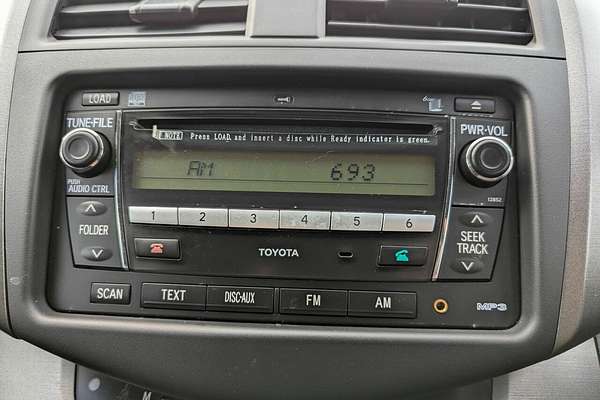 LOAD
6DISC
TUNE•FILE
NOTE Press LOAD, and insert a disc while Ready indicator is green.
PWR•VOL
AM 693
PUSH
AUDIO CTRL
12852
1 2 3 4 5 6
FOLDER
SEEK
TRACK
TOYOTA
SCAN TEXT DISC•AUX FM AM
MP3